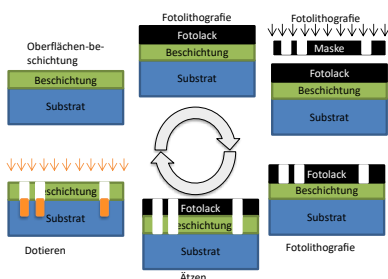 Fotolithografie
Fotolack
Beschichtung
Substrat
Fotolithografie
Maske
Fotolack
Beschichtung
Substrat
Oberflächen-be-
schichtung
Beschichtung
Substrat
Fotolack
Beschichtung
Substrat
Fotolithografie
Fotolack
eschichtung
Substrat
Ätzen
eschichtung
Substrat
Dotieren